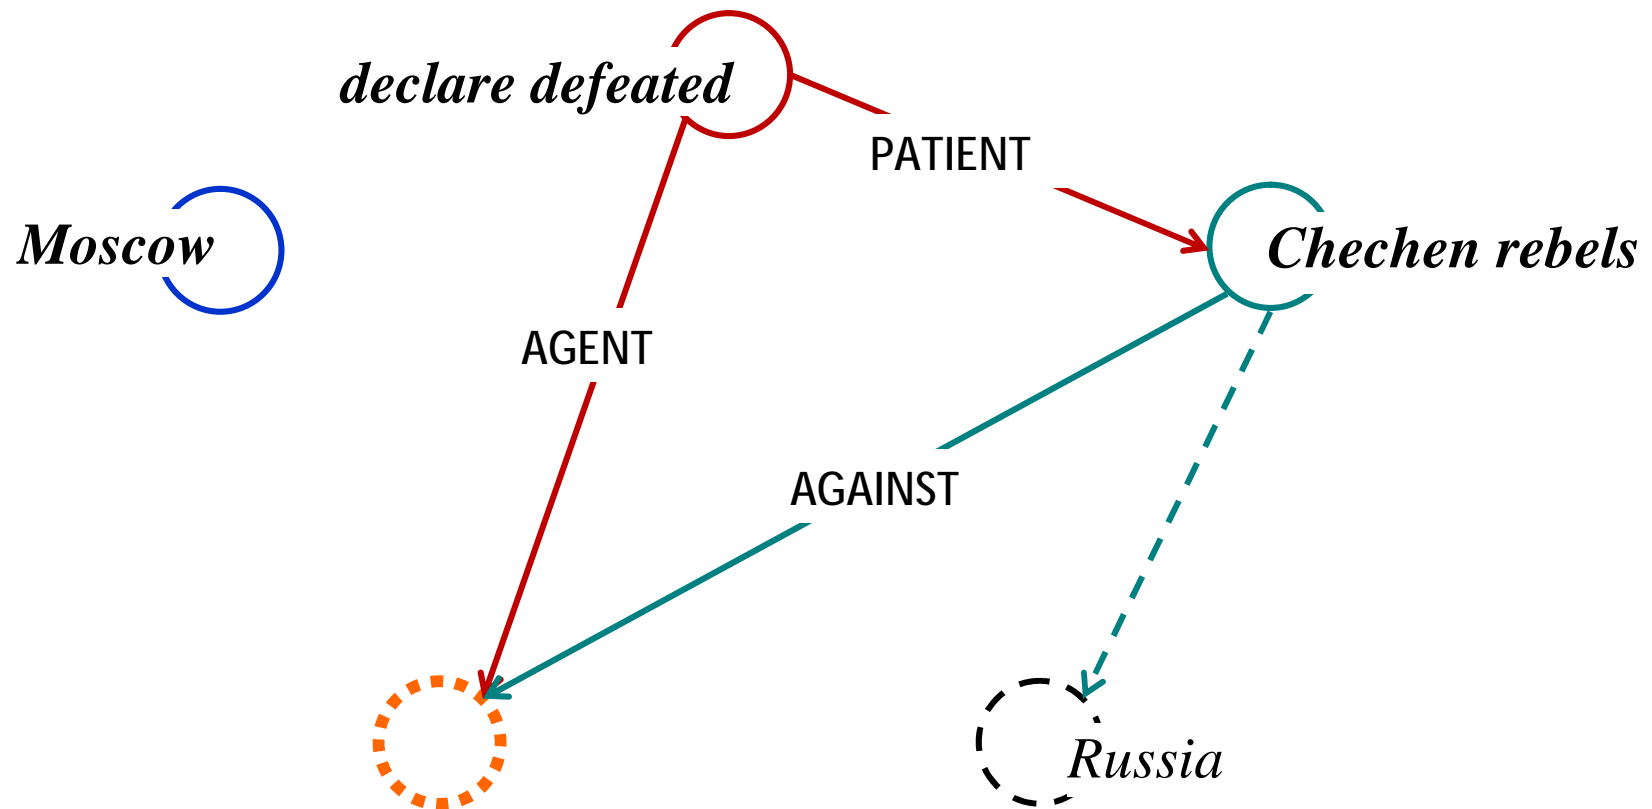 declare defeated
PATIENT
Moscow
Chechen rebels
AGENT
AGAINST
Russia